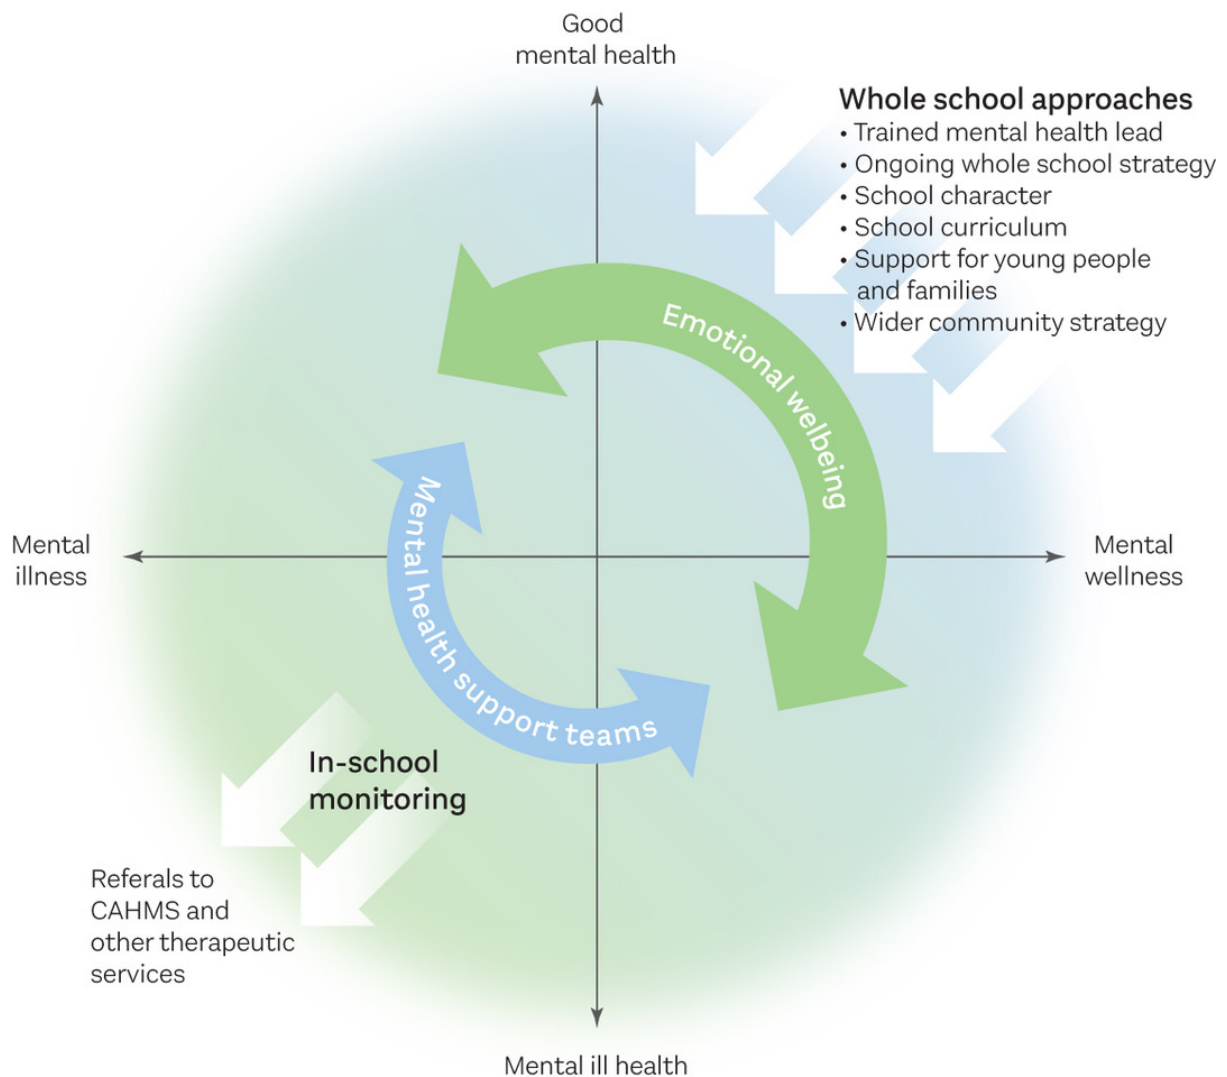 Good
mental health
Whole school approaches
• Trained mental health lead
• Ongoing whole school strategy
• School character
• School curriculum
• Support for young people
and families
• Wider community strategy
Emotional welbeing
Mental health support teams
Mental
illness
Mental
wellness
In-school
monitoring
Referals to
CAHMS and
other therapeutic
services
Mental ill health